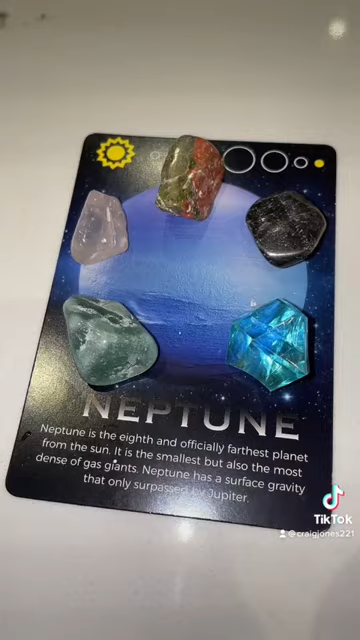 NEPTUNE
Neptune is the eighth and officially farthest planet
from the sun. It is the smallest but also the most
dense of gas giants. Neptune has a surface gravity
that only surpassed by Jupiter.
TikTok
@craigjones221